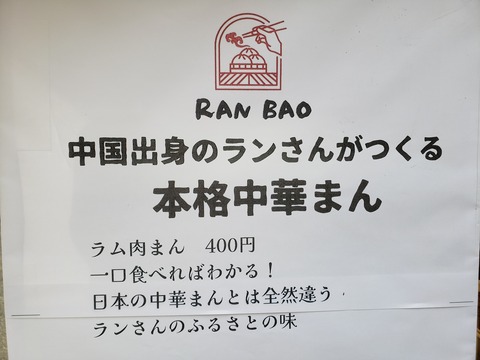 RAN BAO
中国出身のランさんがつくる
本格中華まん
ラム肉まん　400円
一口食べればわかる！
日本の中華まんとは全然違う
ランさんのふるさとの味